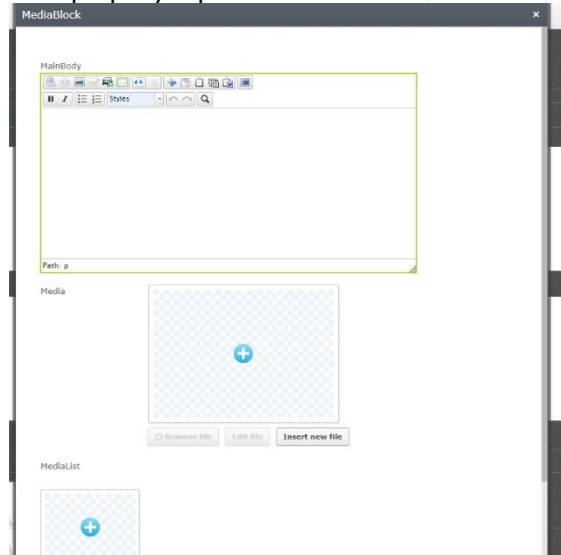 MediaBlock
×
MainBody
B I Styles
Path: p
Media
Remove file Edit file Insert new file
MediaList